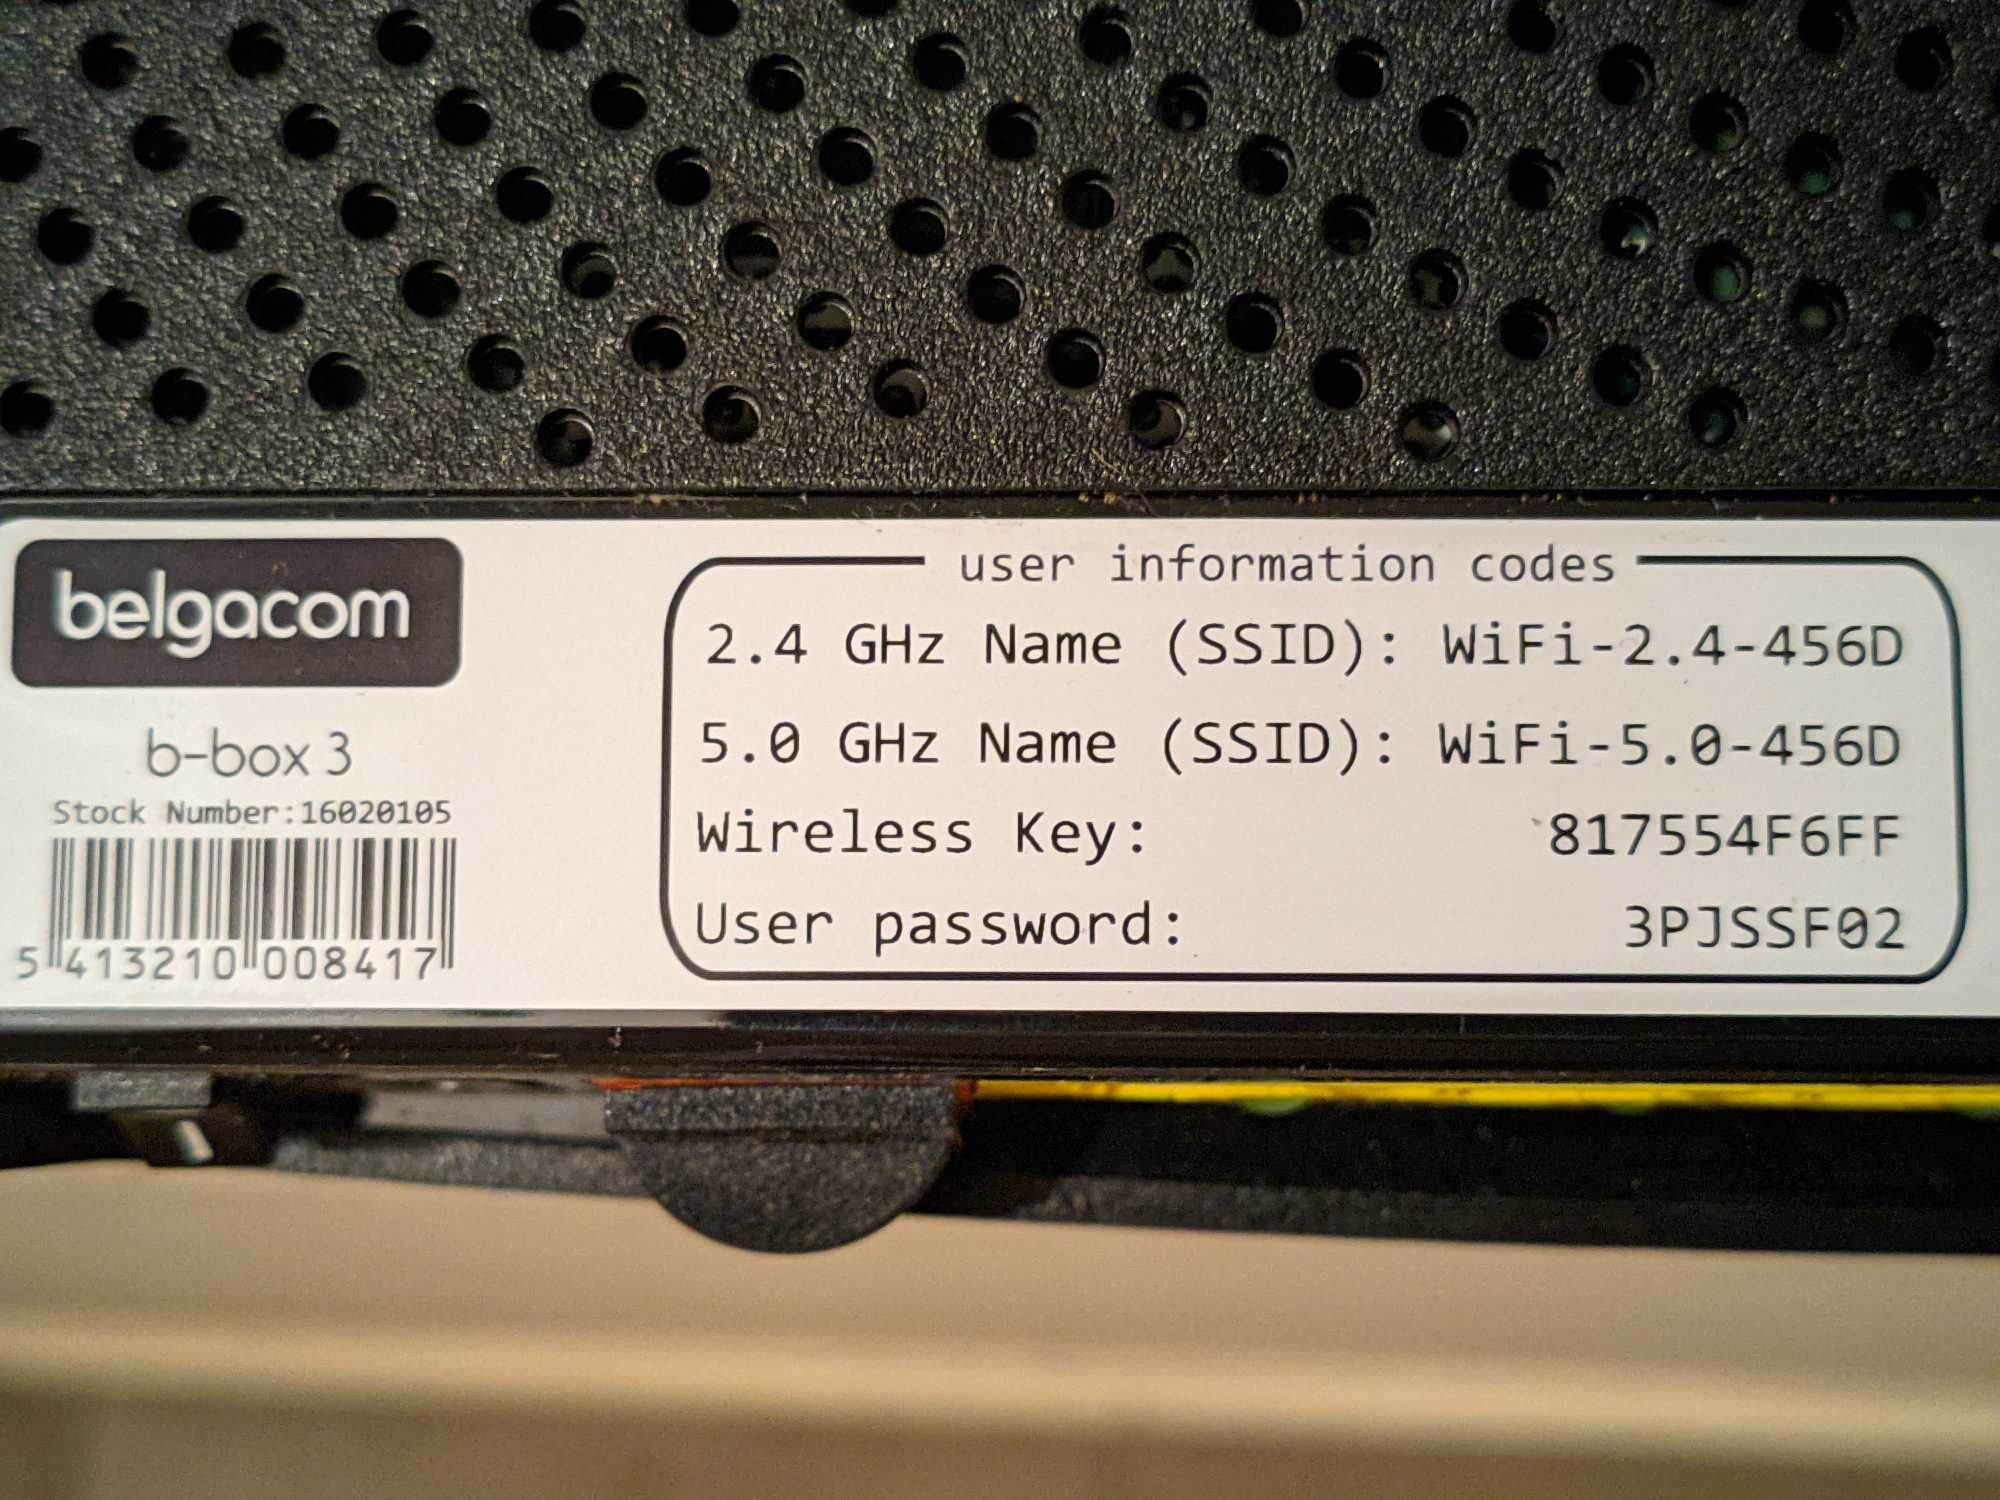 belgacom
b-box 3
Stock Number:16020105
5 413210 008417
user information codes
2.4 GHz Name (SSID): WiFi-2.4-456D
5.0 GHz Name (SSID): WiFi-5.0-456D
Wireless Key: 817554F6FF
User password: 3PJSSF02